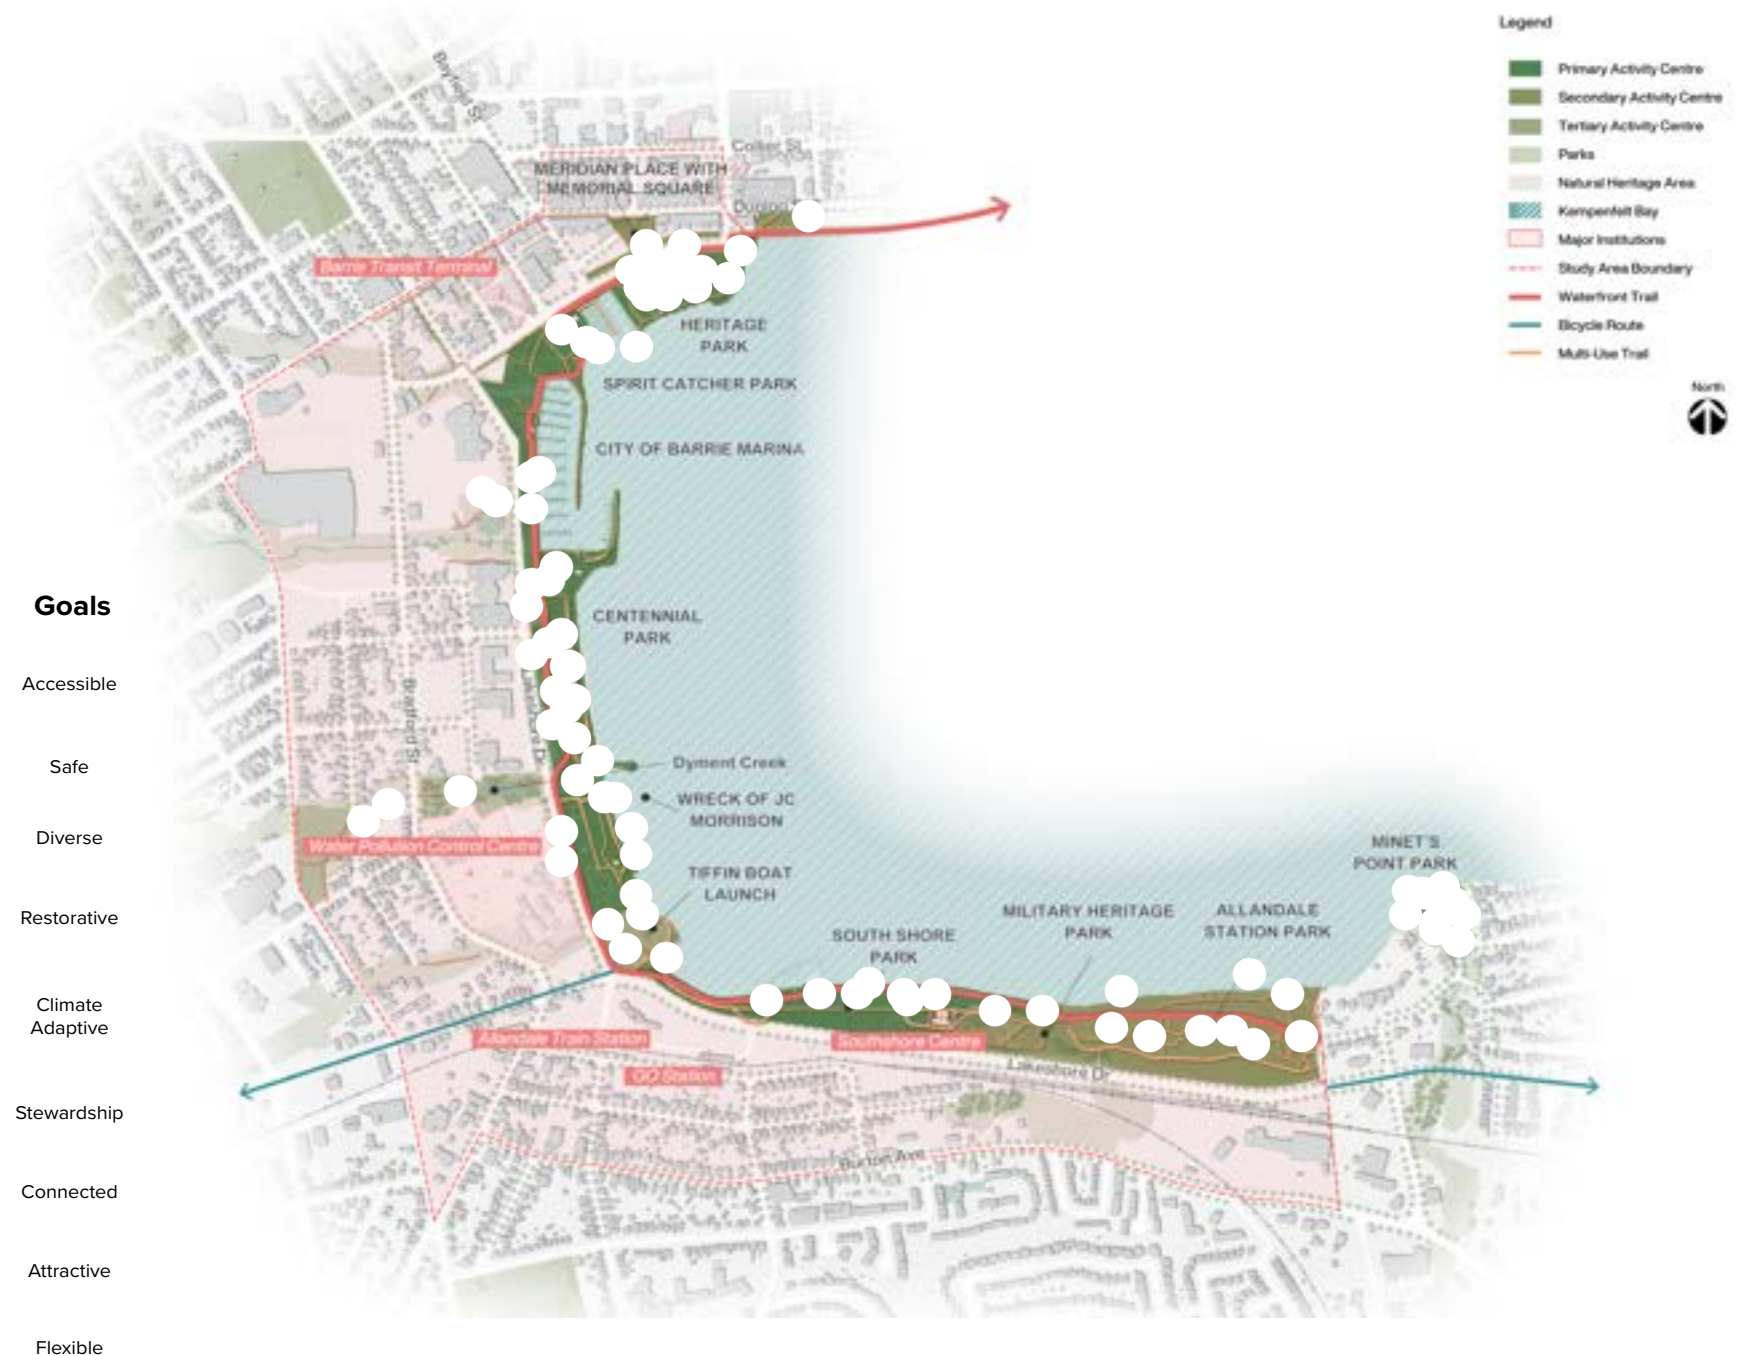 Legend
Primary Activity Centre
Secondary Activity Centre
Tertiary Activity Centre
Parks
Natural Heritage Area
Kempenfelt Bay
Major Institutions
Study Area Boundary
Waterfront Trail
Bicycle Route
Multi-Use Trail
North
Bayfield St
Collier St
MERIDIAN PLACE WITH
MEMORIAL SQUARE
Dunlop
Barrie Transit Terminal
HERITAGE
PARK
SPIRIT CATCHER PARK
CITY OF BARRIE MARINA
CENTENNIAL
PARK
Bradford St
Dyment Creek
WRECK OF JC
MORRISON
Water Pollution Control Centre
TIFFIN BOAT
LAUNCH
MINET'S
POINT PARK
SOUTH SHORE
PARK
MILITARY HERITAGE
PARK
ALLANDALE
STATION PARK
Allandale Train Station
Southshore Centre
GO Station
Lakeshore Dr
Burton Ave
Goals
Accessible
Safe
Diverse
Restorative
Climate
Adaptive
Stewardship
Connected
Attractive
Flexible